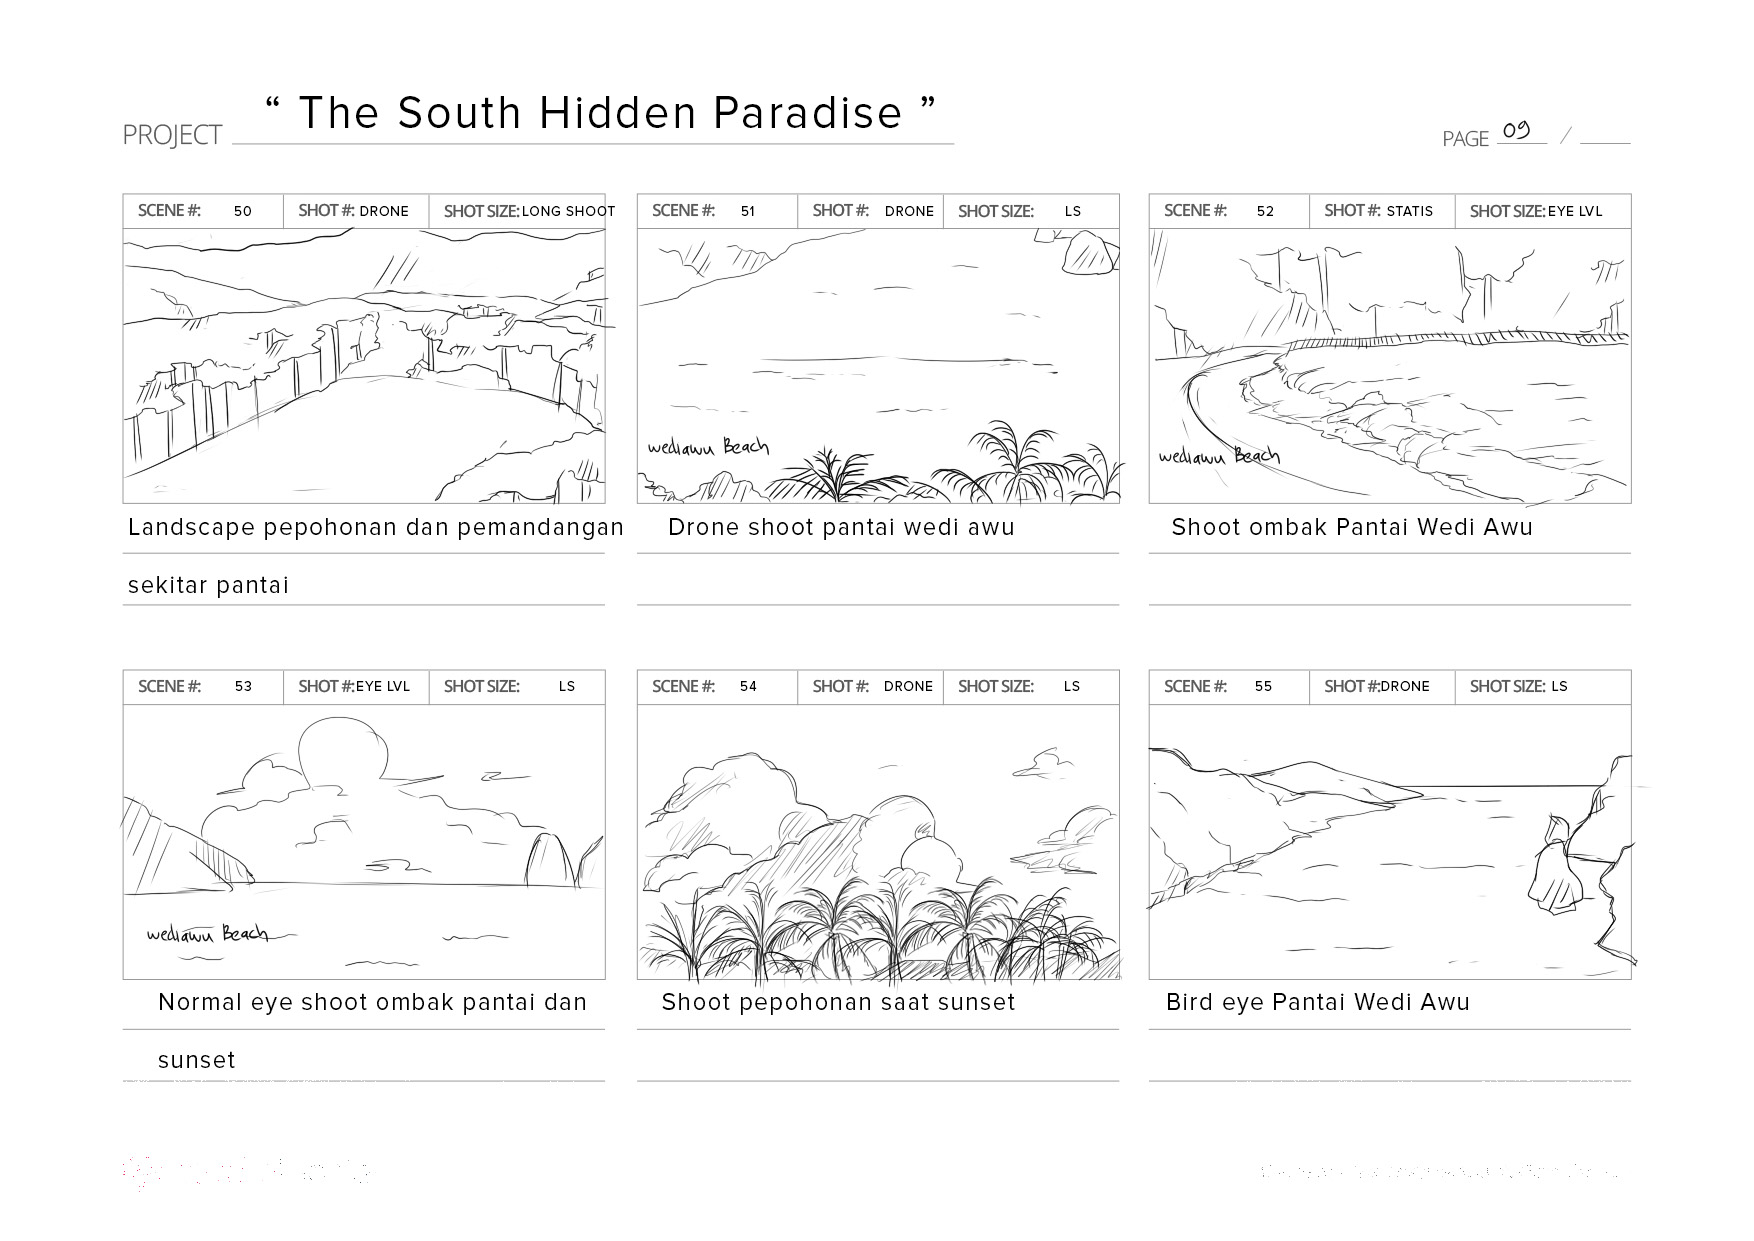 PROJECT “ The South Hidden Paradise ”
PAGE 09 /
SCENE #: 50 SHOT #: DRONE SHOT SIZE: LONG SHOOT
Landscape pepohonan dan pemandangan
sekitar pantai
SCENE #: 51 SHOT #: DRONE SHOT SIZE: LS
wediawu Beach
Drone shoot pantai wedi awu
SCENE #: 52 SHOT #: STATIS SHOT SIZE: EYE LVL
wediawu Beach
Shoot ombak Pantai Wedi Awu
SCENE #: 53 SHOT #: EYE LVL SHOT SIZE: LS
wediawu Beach
Normal eye shoot ombak pantai dan
sunset
SCENE #: 54 SHOT #: DRONE SHOT SIZE: LS
Shoot pepohonan saat sunset
SCENE #: 55 SHOT #: DRONE SHOT SIZE: LS
Bird eye Pantai Wedi Awu